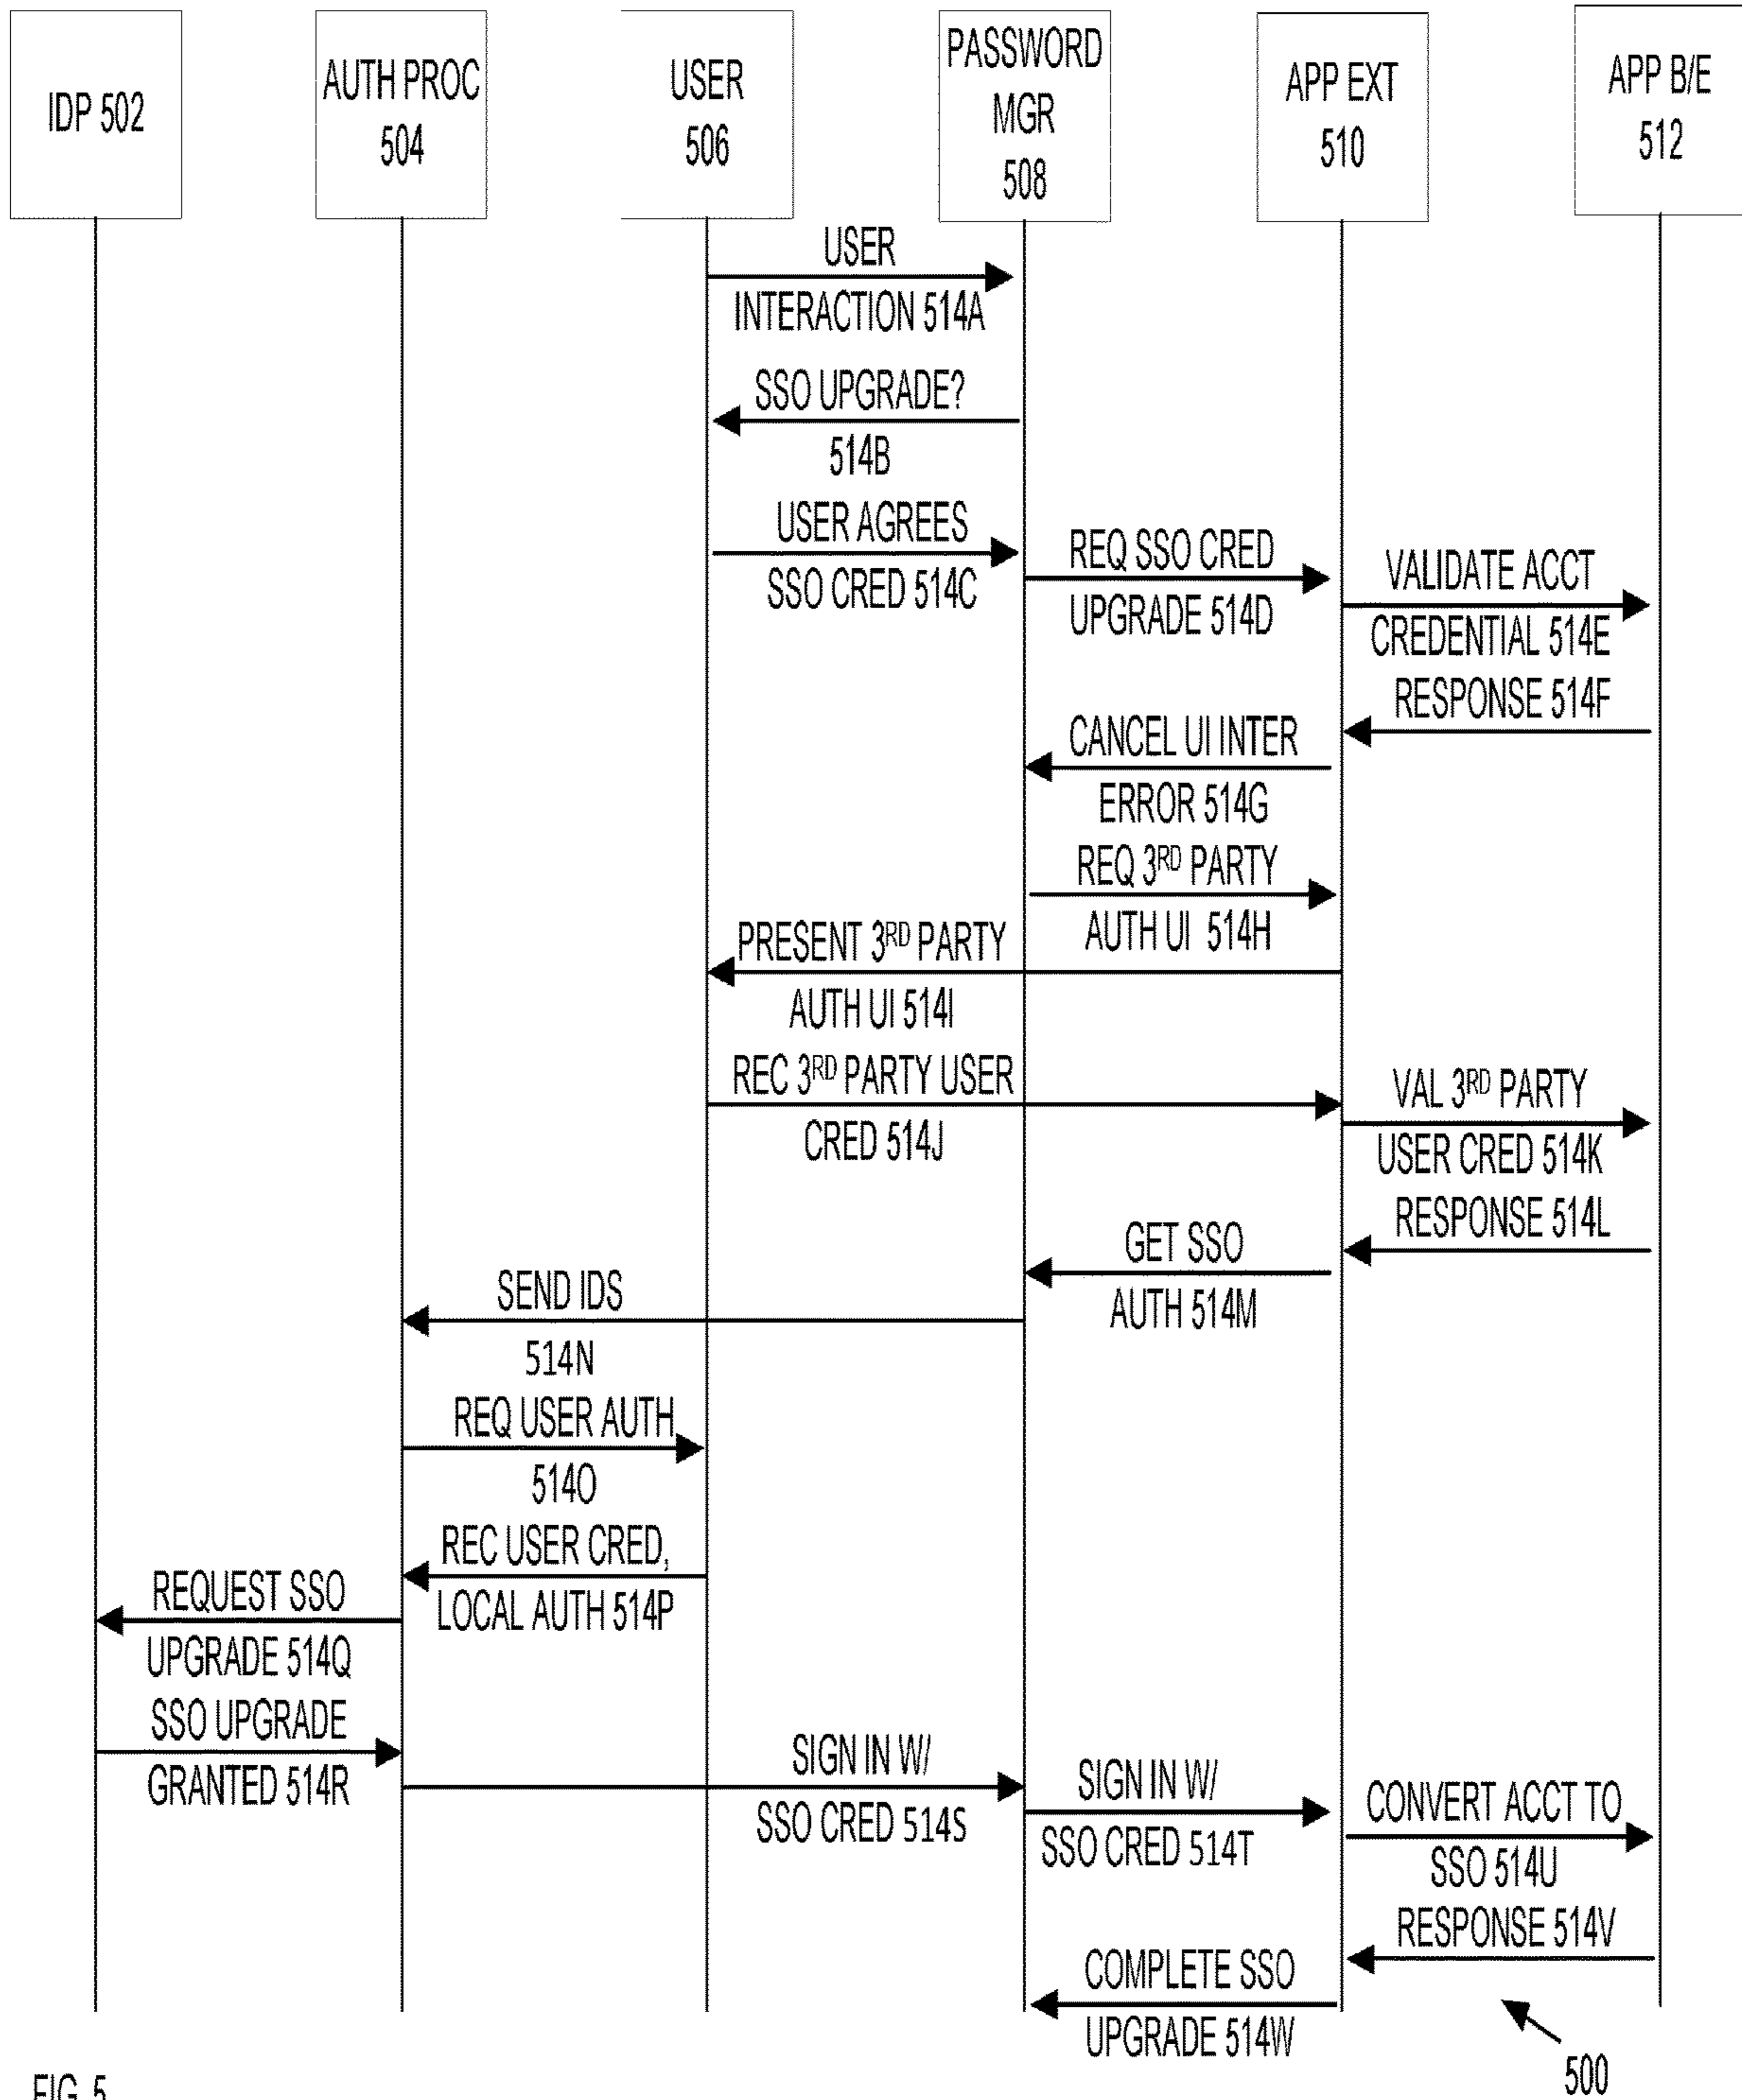 IDP 502
AUTH PROC
504
USER
506
PASSWORD
MGR
508
APP EXT
510
APP B/E
512
USER
INTERACTION 514A
SSO UPGRADE?
514B
USER AGREES
SSO CRED 514C
REQ SSO CRED
UPGRADE 514D
VALIDATE ACCT
CREDENTIAL 514E
RESPONSE 514F
CANCEL UI INTER
ERROR 514G
REQ 3RD PARTY
AUTH UI 514H
PRESENT 3RD PARTY
AUTH UI 514I
REC 3RD PARTY USER
CRED 514J
VAL 3RD PARTY
USER CRED 514K
RESPONSE 514L
GET SSO
AUTH 514M
SEND IDS
514N
REQ USER AUTH
514O
REC USER CRED,
LOCAL AUTH 514P
REQUEST SSO
UPGRADE 514Q
SSO UPGRADE
GRANTED 514R
SIGN IN W/
SSO CRED 514S
SIGN IN W/
SSO CRED 514T
CONVERT ACCT TO
SSO 514U
RESPONSE 514V
COMPLETE SSO
UPGRADE 514W
500
FIG. 5